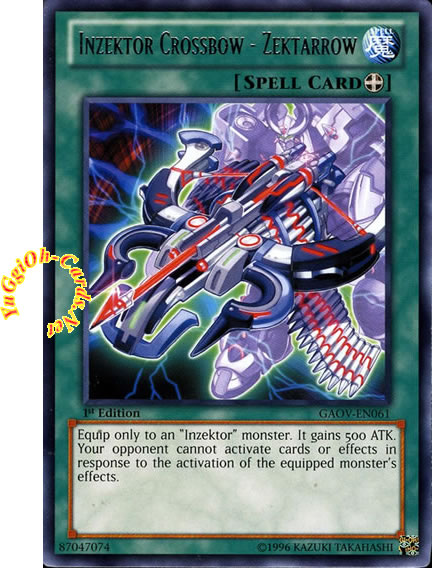 Inzektor Crossbow - Zektarrow
魔
[Spell Card]
YuGgiOh-Cards.Net
1st Edition
GAOV-EN061
Equip only to an "Inzektor" monster. It gains 500 ATK.
Your opponent cannot activate cards or effects in
response to the activation of the equipped monster's
effects.
87047074
©1996 KAZUKI TAKAHASHI